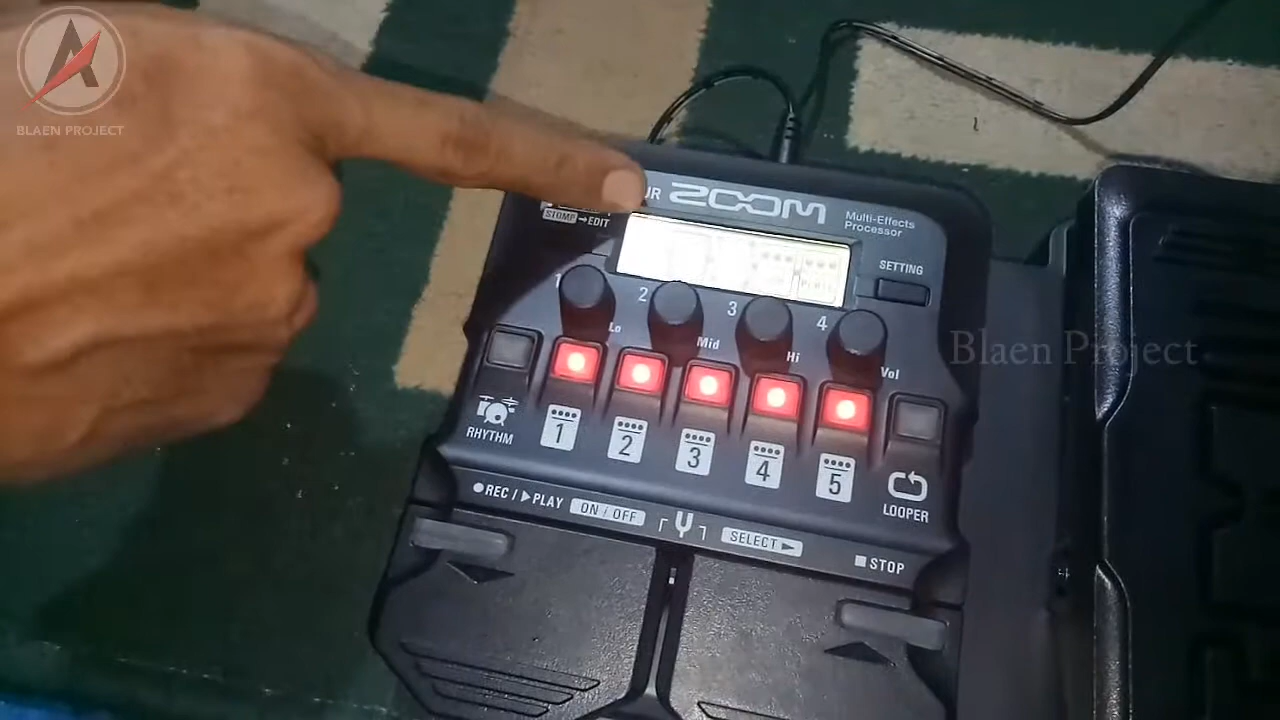 BLAEN PROJECT
UR ZOOM
Multi-Effects
Processor
STOMP➡EDIT
SETTING
1 2 3 4
Lo Mid Hi Vol
Blaen Project
RHYTHM
1 2 3 4 5
LOOPER
●REC / ▶PLAY ON / OFF SELECT ▶ ■ STOP